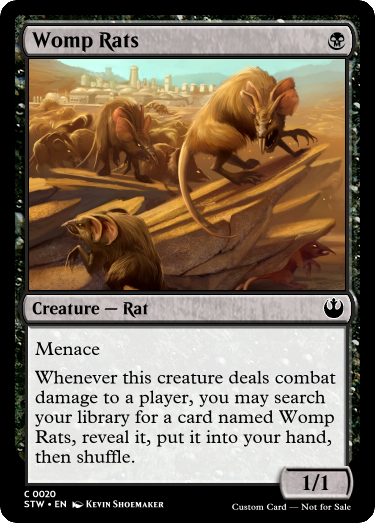 Womp Rats
Creature — Rat
Menace
Whenever this creature deals combat
damage to a player, you may search
your library for a card named Womp
Rats, reveal it, put it into your hand,
then shuffle.
1/1
C 0020
STW • EN Kevin Shoemaker
Custom Card — Not for Sale